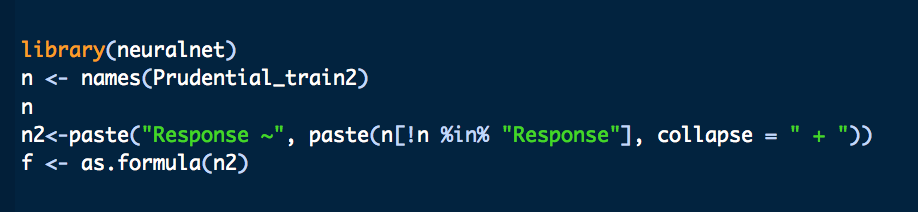 library(neuralnet)
n <- names(Prudential_train2)
n
n2<-paste("Response ~", paste(n[!n %in% "Response"], collapse = " + "))
f <- as.formula(n2)